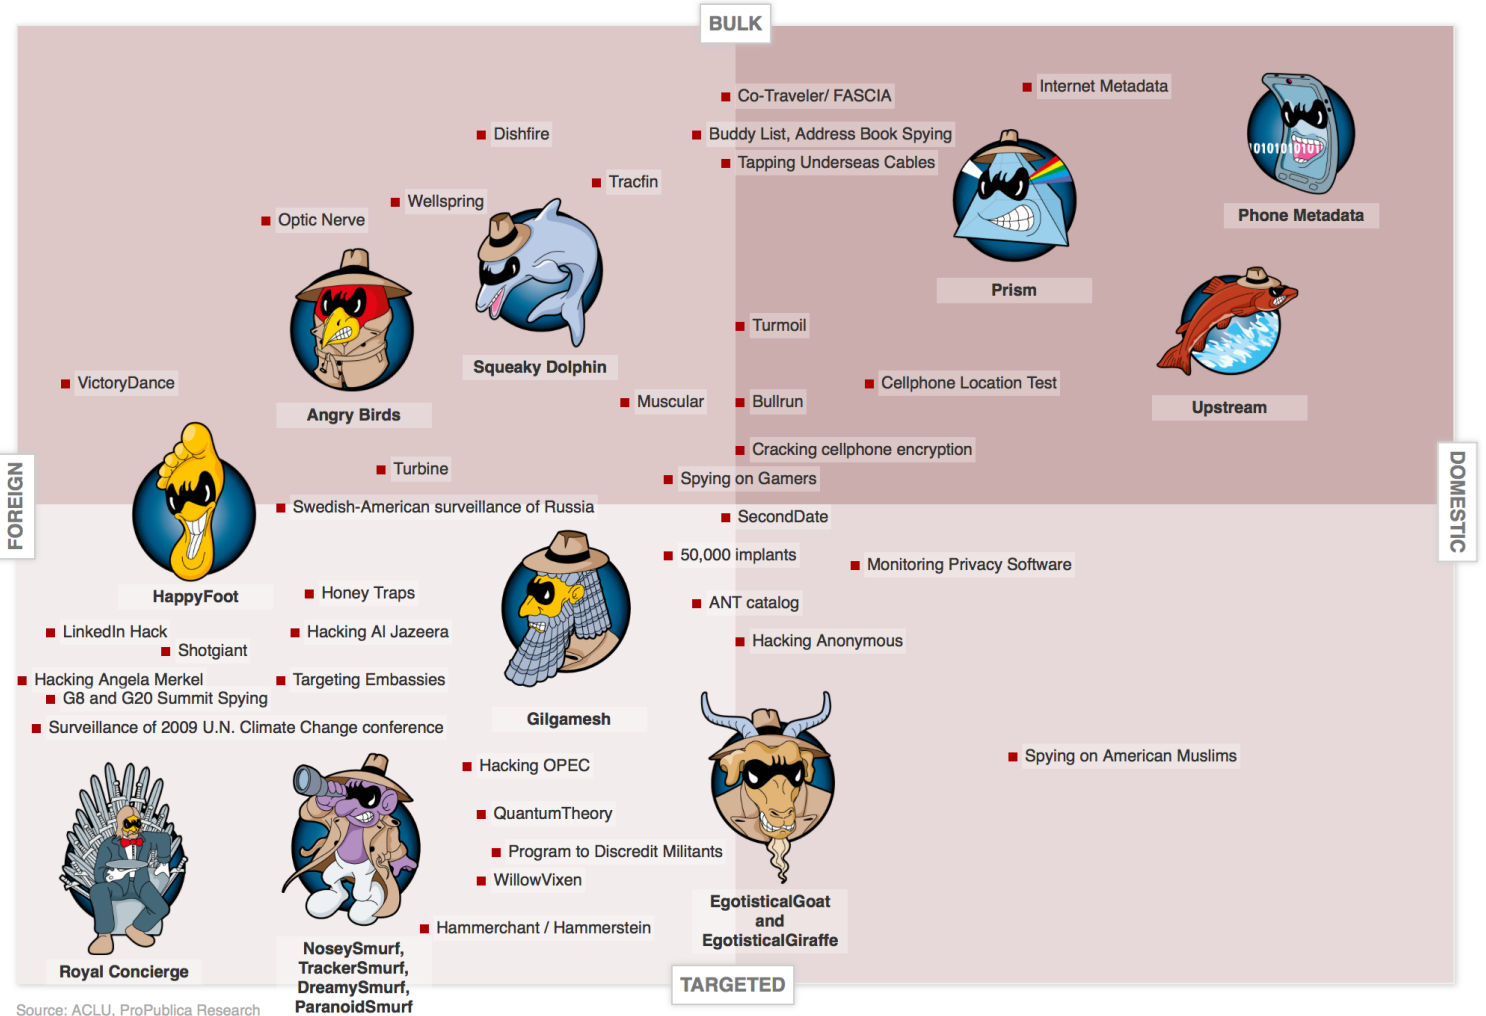 BULK
Internet Metadata
Co-Traveler/ FASCIA
Dishfire
Buddy List, Address Book Spying
10101010101
Tapping Underseas Cables
Tracfin
Wellspring
Phone Metadata
Optic Nerve
Prism
Turmoil
Squeaky Dolphin
VictoryDance
Cellphone Location Test
Muscular
Bullrun
Upstream
Angry Birds
Cracking cellphone encryption
Turbine
Spying on Gamers
FOREIGN
DOMESTIC
Swedish-American surveillance of Russia
SecondDate
50,000 implants
Monitoring Privacy Software
HappyFoot
Honey Traps
ANT catalog
LinkedIn Hack
Hacking Al Jazeera
Hacking Anonymous
Shotgiant
Hacking Angela Merkel
Targeting Embassies
G8 and G20 Summit Spying
Gilgamesh
Surveillance of 2009 U.N. Climate Change conference
Spying on American Muslims
Hacking OPEC
QuantumTheory
Program to Discredit Militants
WillowVixen
EgotisticalGoat
and
EgotisticalGiraffe
Hammerchant / Hammerstein
Royal Concierge
NoseySmurf,
TrackerSmurf,
DreamySmurf,
ParanoidSmurf
TARGETED
Source: ACLU, ProPublica Research